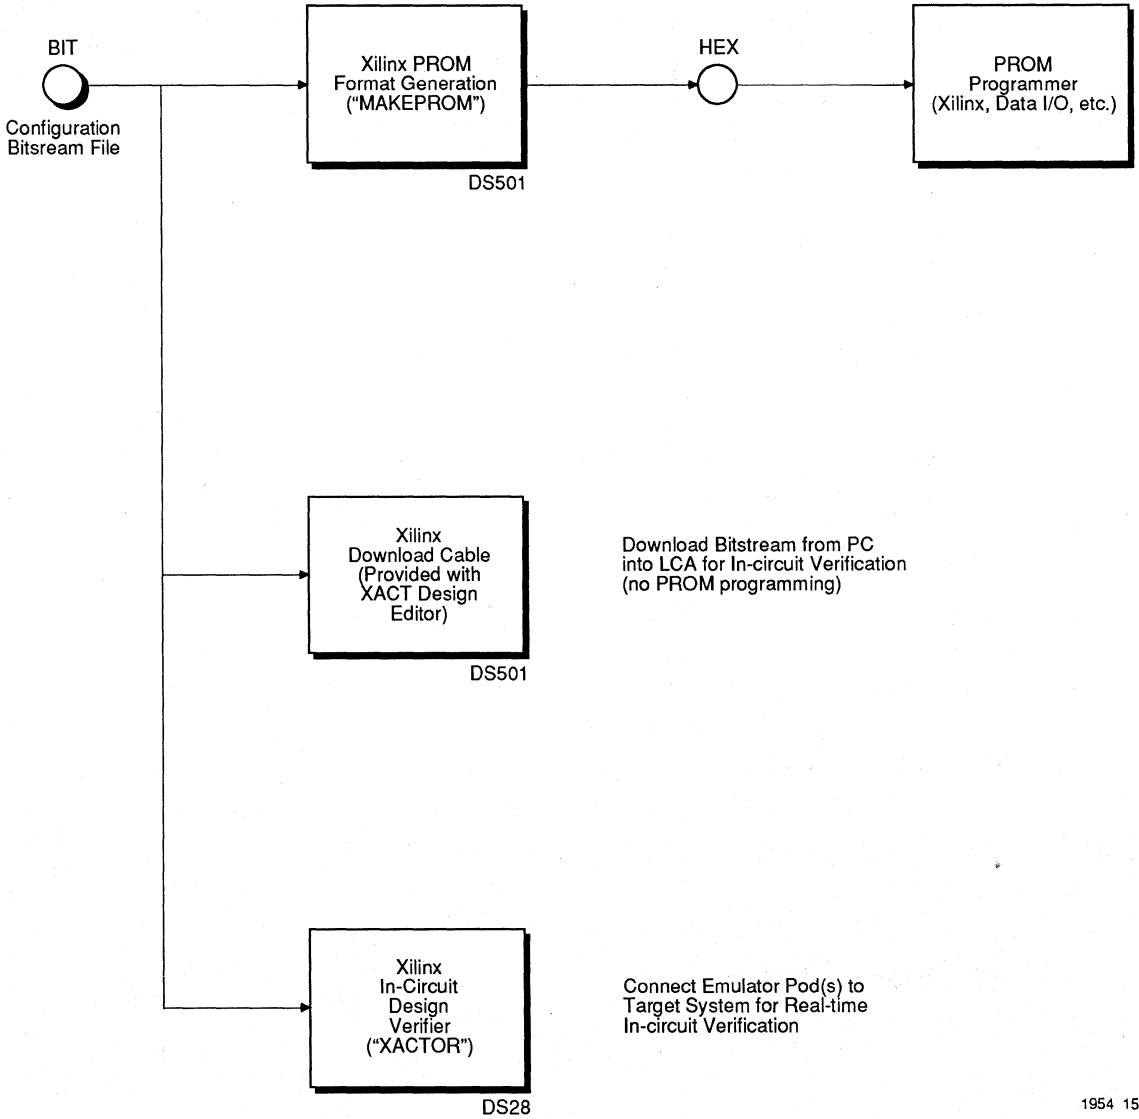 BIT
Configuration
Bitsream File
Xilinx PROM
Format Generation
(“MAKEPROM”)
DS501
HEX
PROM
Programmer
(Xilinx, Data I/O, etc.)
Xilinx
Download Cable
(Provided with
XACT Design
Editor)
DS501
Download Bitstream from PC
into LCA for In-circuit Verification
(no PROM programming)
Xilinx
In-Circuit
Design
Verifier
(“XACTOR”)
DS28
Connect Emulator Pod(s) to
Target System for Real-time
In-circuit Verification
1954 15